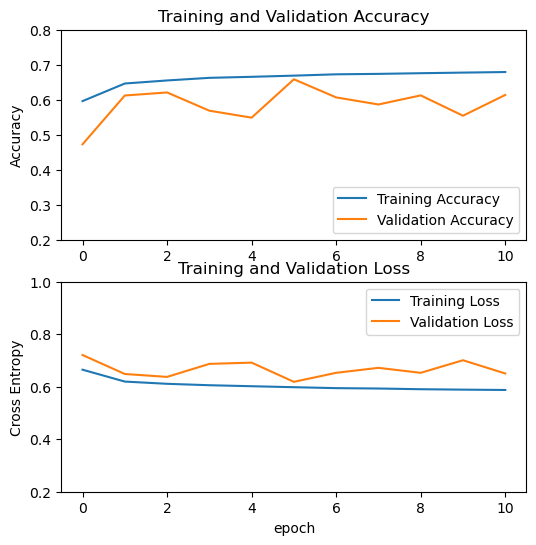 Training and Validation Accuracy
0.8
0.7
0.6
0.5
0.4
0.3
0.2
Accuracy
Training Accuracy
Validation Accuracy
0 2 4 6 8 10
Training and Validation Loss
1.0
0.8
0.6
0.4
0.2
Cross Entropy
Training Loss
Validation Loss
0 2 4 6 8 10
epoch